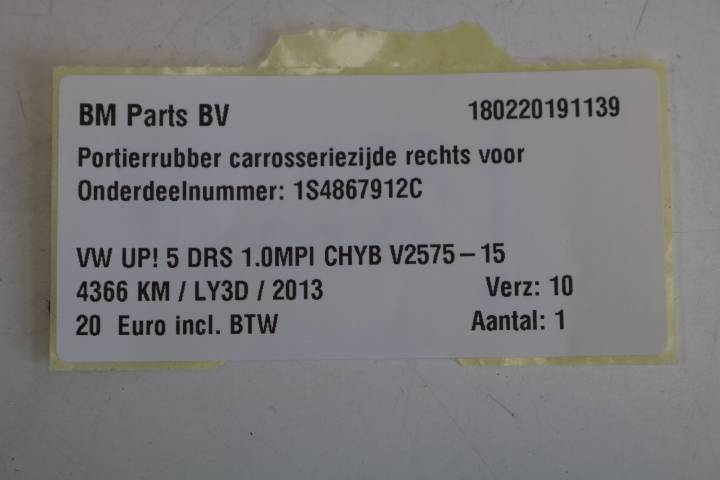 BM Parts BV 180220191139
Portierrubber carrosseriezijde rechts voor
Onderdeelnummer: 1S4867912C
VW UP! 5 DRS 1.0MPI CHYB V2575-15
4366 KM / LY3D / 2013 Verz: 10
20 Euro incl. BTW Aantal: 1